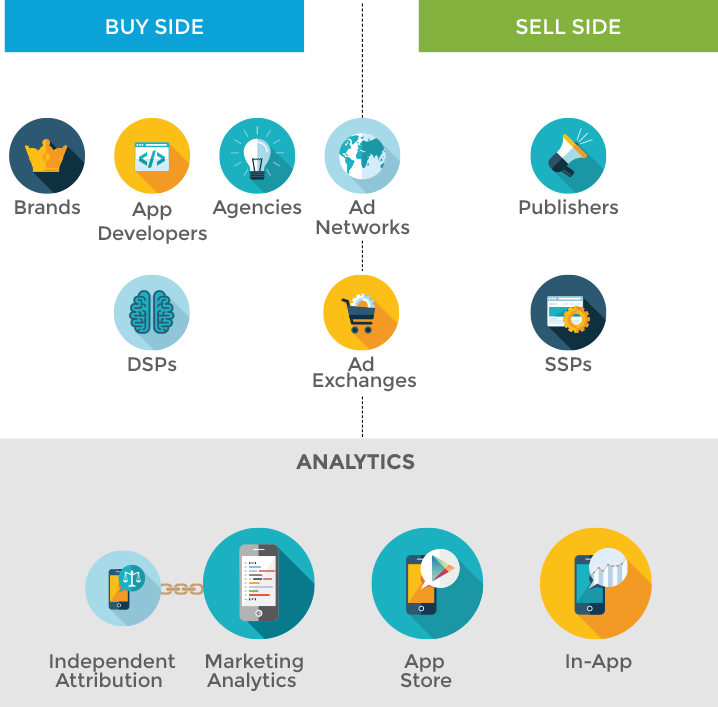 BUY SIDE
SELL SIDE
</>
Brands
App
Developers
Agencies
Ad
Networks
Publishers
DSPs
Ad
Exchanges
SSPs
ANALYTICS
Independent
Attribution
Marketing
Analytics
App
Store
In-App